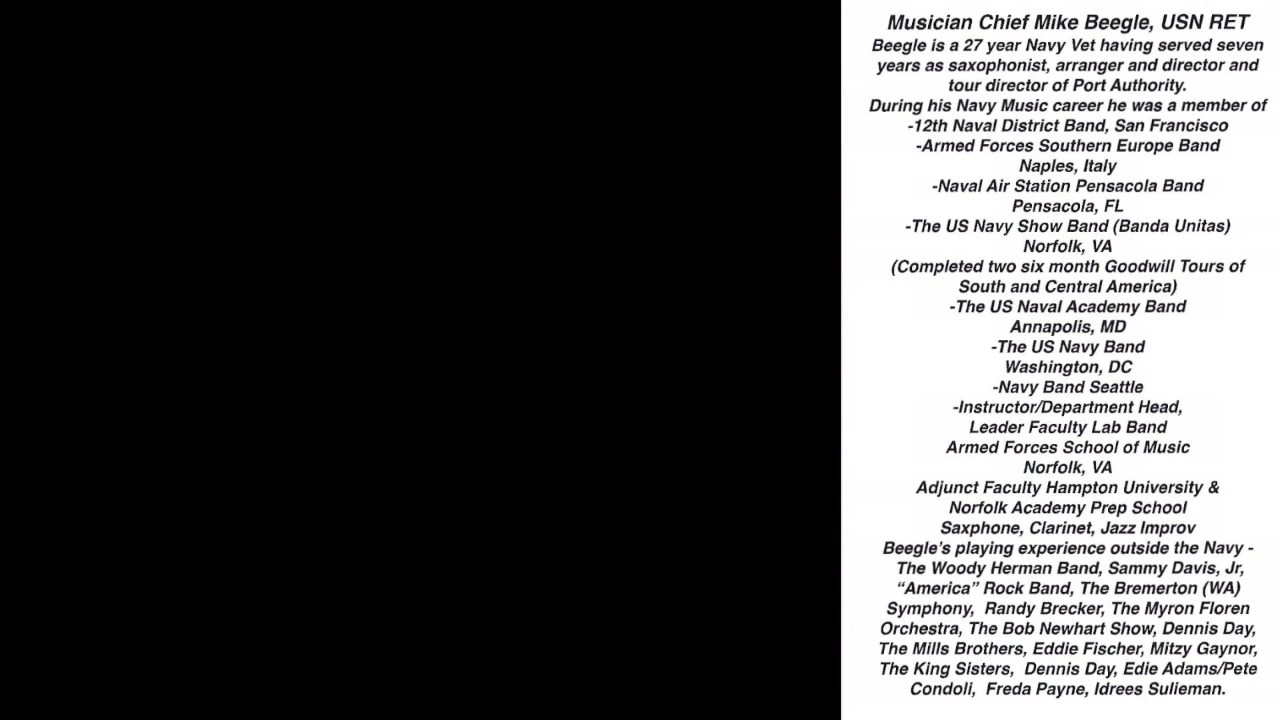 Musician Chief Mike Beegle, USN RET
Beegle is a 27 year Navy Vet having served seven
years as saxophonist, arranger and director and
tour director of Port Authority.
During his Navy Music career he was a member of
-12th Naval District Band, San Francisco
-Armed Forces Southern Europe Band
Naples, Italy
-Naval Air Station Pensacola Band
Pensacola, FL
-The US Navy Show Band (Banda Unitas)
Norfolk, VA
(Completed two six month Goodwill Tours of
South and Central America)
-The US Naval Academy Band
Annapolis, MD
-The US Navy Band
Washington, DC
-Navy Band Seattle
-Instructor/Department Head,
Leader Faculty Lab Band
Armed Forces School of Music
Norfolk, VA
Adjunct Faculty Hampton University &
Norfolk Academy Prep School
Saxphone, Clarinet, Jazz Improv
Beegle's playing experience outside the Navy -
The Woody Herman Band, Sammy Davis, Jr,
“America” Rock Band, The Bremerton (WA)
Symphony, Randy Brecker, The Myron Floren
Orchestra, The Bob Newhart Show, Dennis Day,
The Mills Brothers, Eddie Fischer, Mitzy Gaynor,
The King Sisters, Dennis Day, Edie Adams/Pete
Condoli, Freda Payne, Idrees Sulieman.